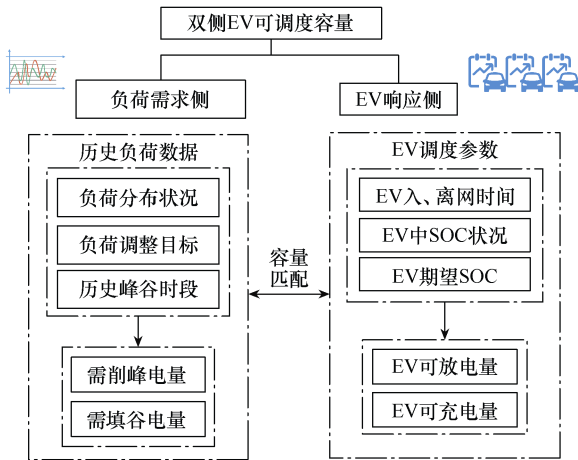 双侧EV可调度容量
负荷需求侧
EV响应侧
历史负荷数据
负荷分布状况
负荷调整目标
历史峰谷时段
需削峰电量
需填谷电量
容量
匹配
EV调度参数
EV入、离网时间
EV中SOC状况
EV期望SOC
EV可放电量
EV可充电量